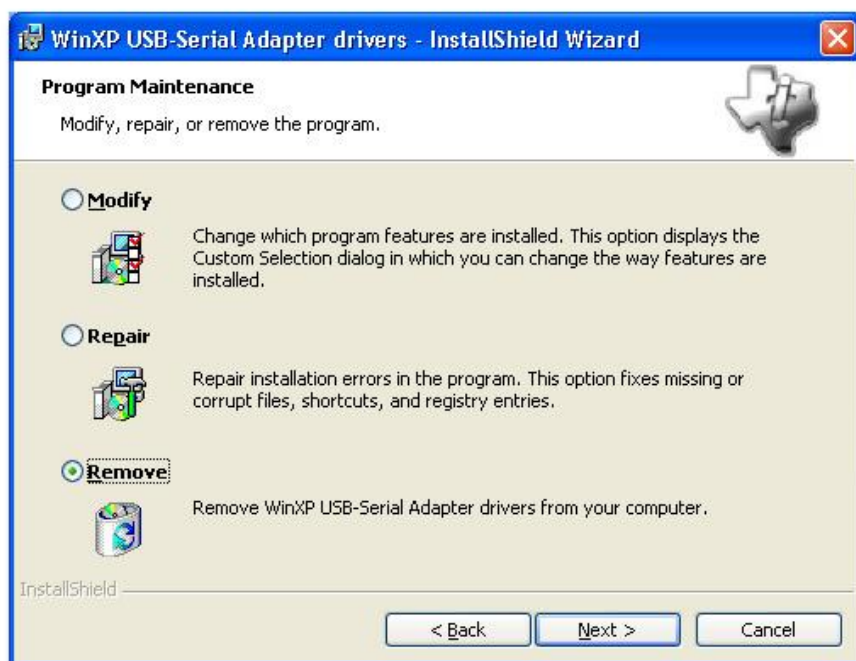 WinXP USB-Serial Adapter drivers - InstallShield Wizard
Program Maintenance
Modify, repair, or remove the program.
Modify
Change which program features are installed. This option displays the
Custom Selection dialog in which you can change the way features are
installed.
Repair
Repair installation errors in the program. This option fixes missing or
corrupt files, shortcuts, and registry entries.
Remove
Remove WinXP USB-Serial Adapter drivers from your computer.
InstallShield
< Back Next > Cancel